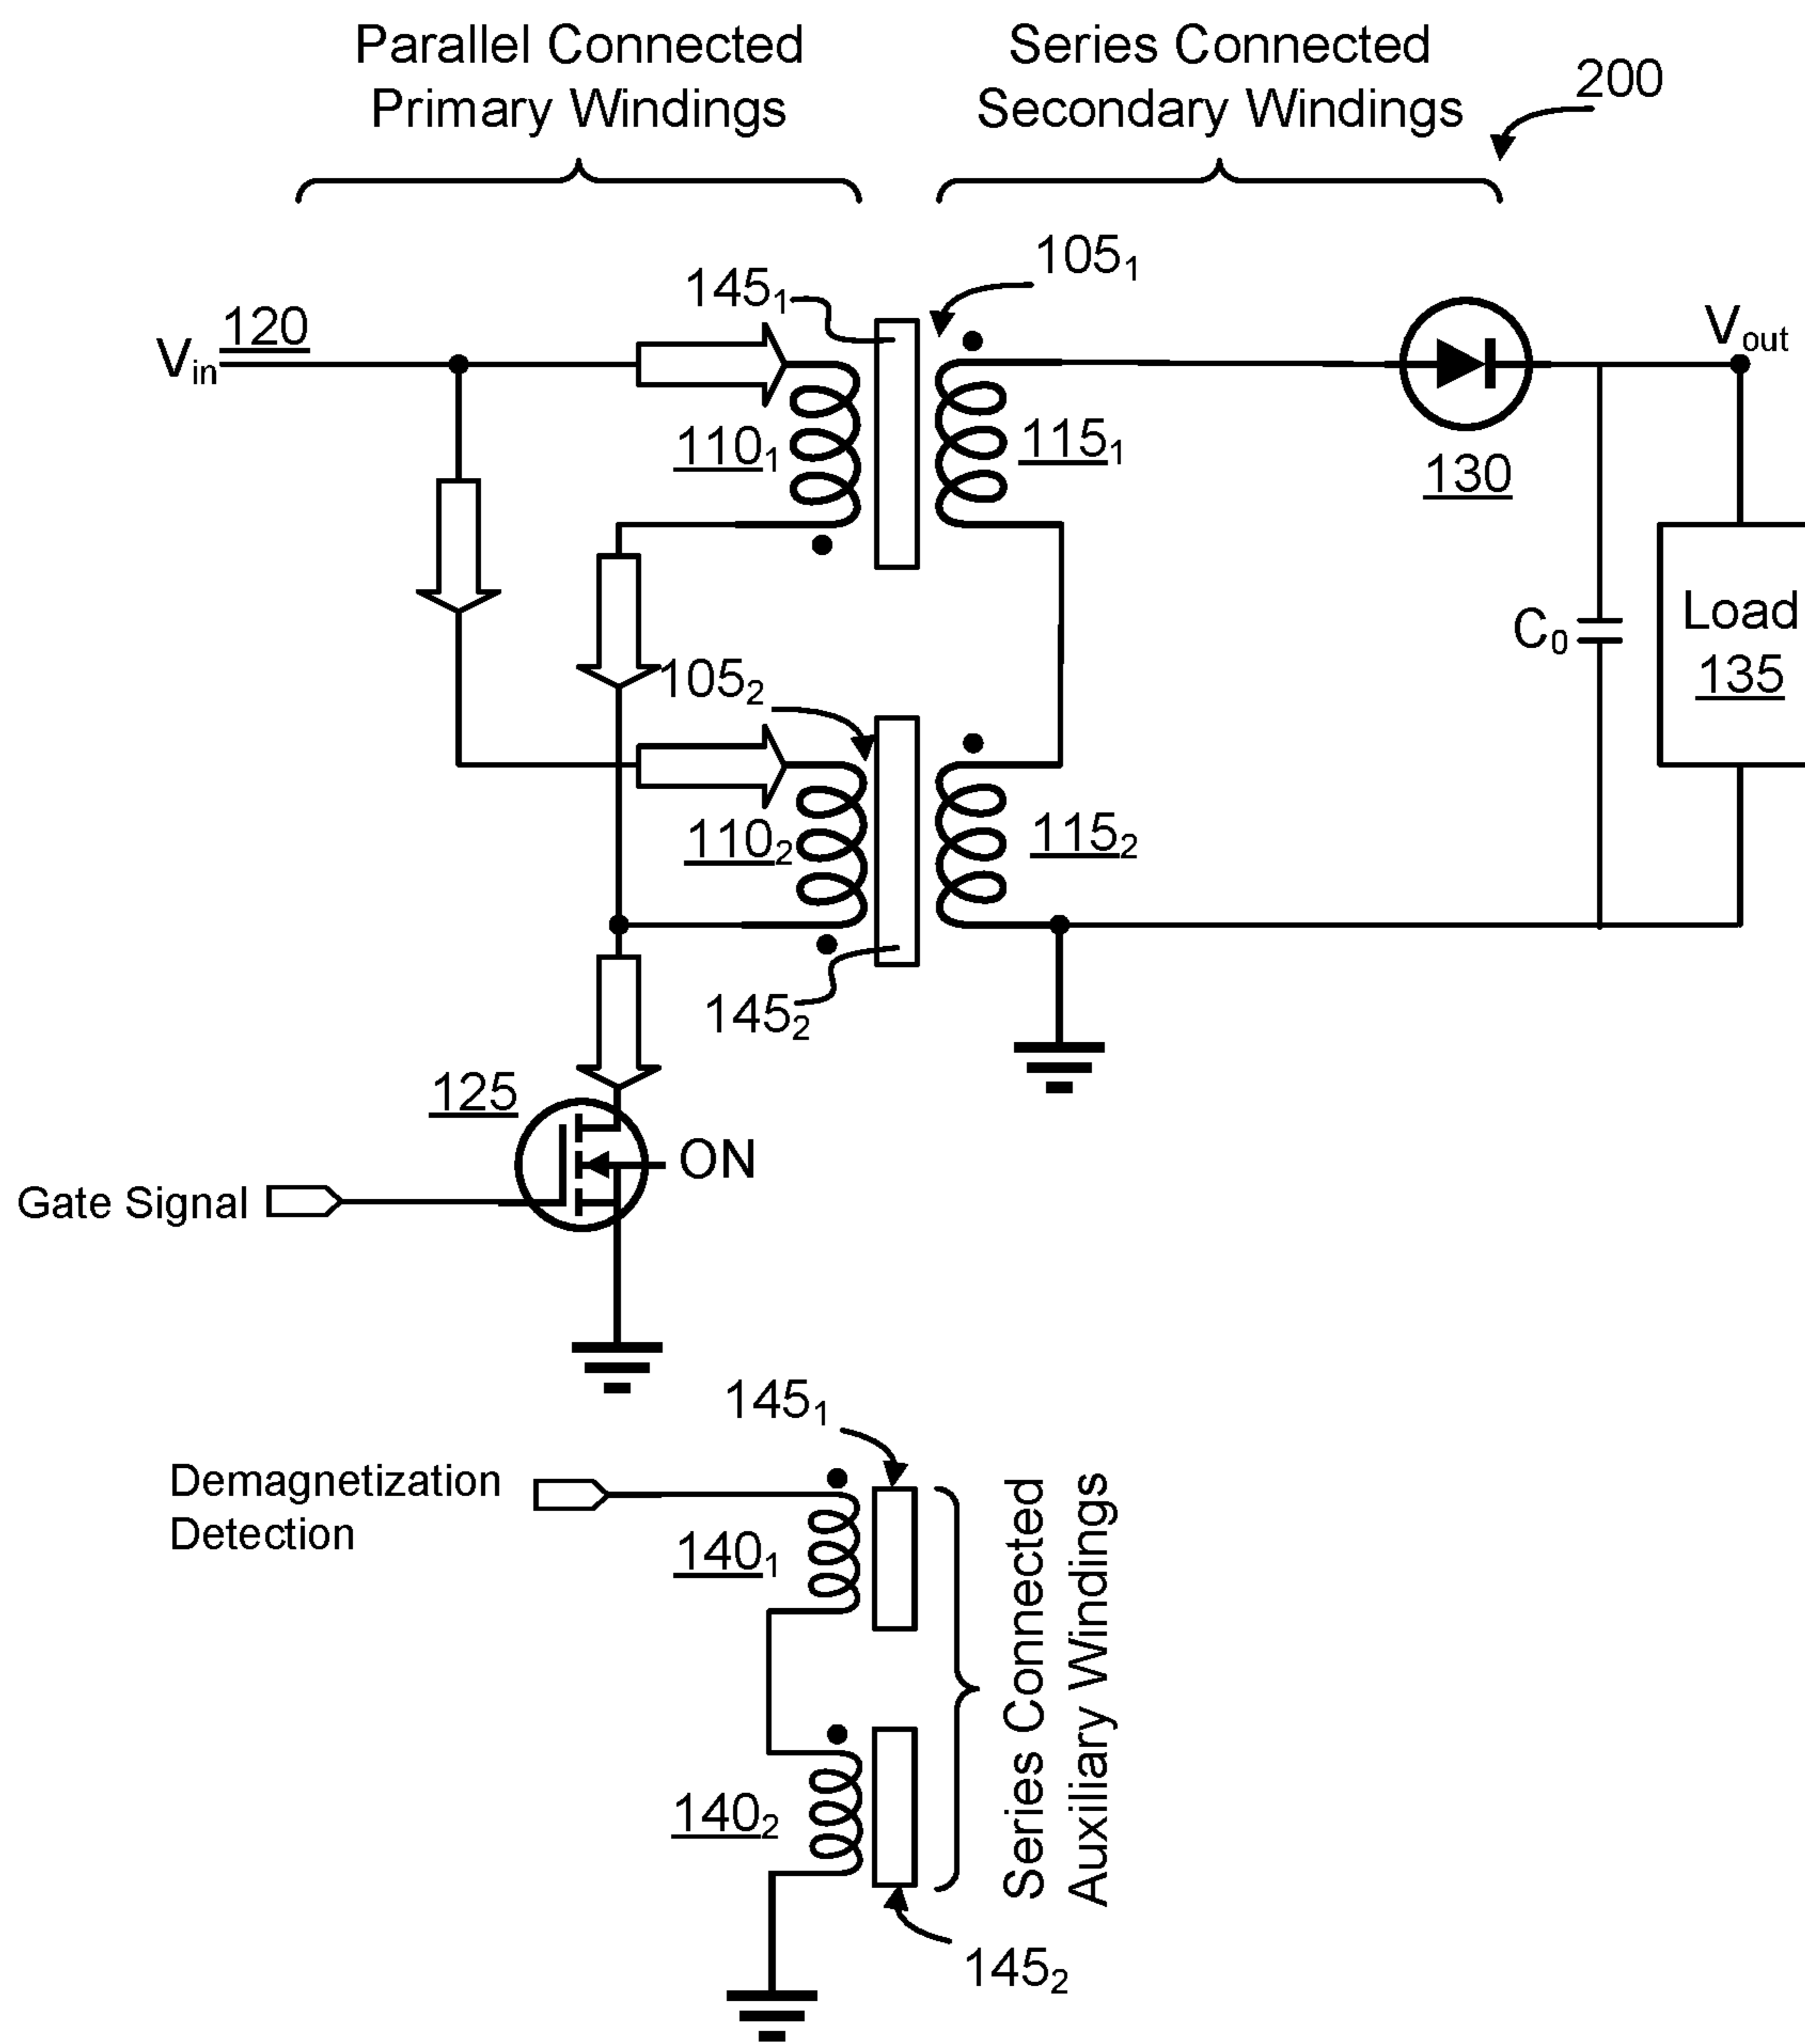 Parallel Connected
Primary Windings
Series Connected
Secondary Windings
200
145₁
105₁
V_in
120
V_out
110₁
115₁
130
C₀
Load
135
105₂
110₂
115₂
145₂
125
ON
Gate Signal
145₁
Demagnetization
Detection
140₁
Series Connected
Auxiliary Windings
140₂
145₂